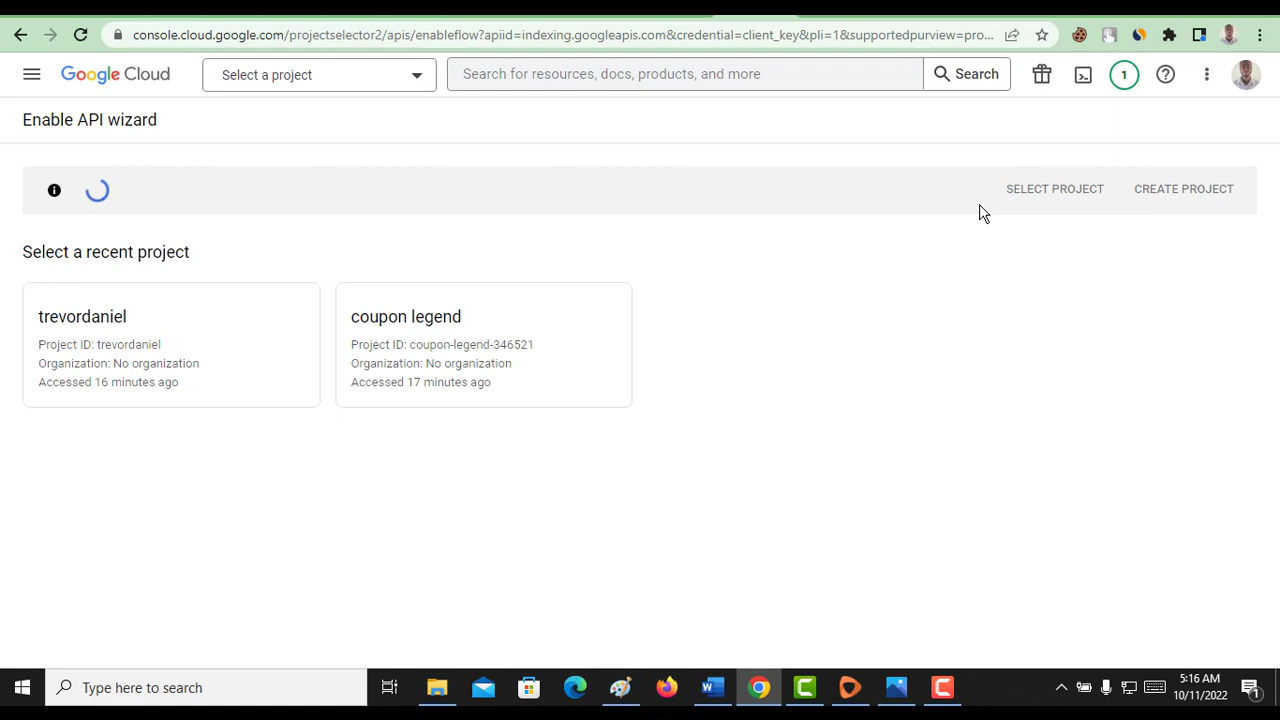 console.cloud.google.com/projectselector2/apis/enableflow?apiid=indexing.googleapis.com&credential=client_key&pli=1&supportedpurview=pro...
Google Cloud
Select a project
Search for resources, docs, products, and more
Search
1
Enable API wizard
SELECT PROJECT
CREATE PROJECT
Select a recent project
trevordaniel
Project ID: trevordaniel
Organization: No organization
Accessed 16 minutes ago
coupon legend
Project ID: coupon-legend-346521
Organization: No organization
Accessed 17 minutes ago
Type here to search
5:16 AM
10/11/2022
1